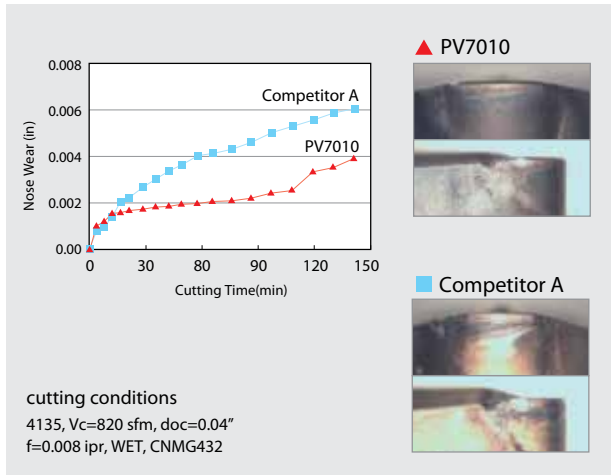 0.008
0.006
0.004
0.002
0.00
Nose Wear (in)
Competitor A
PV7010
0 30 80 90 120 150
Cutting Time(min)
PV7010
Competitor A
cutting conditions
4135, Vc=820 sfm, doc=0.04"
f=0.008 ipr, WET, CNMG432